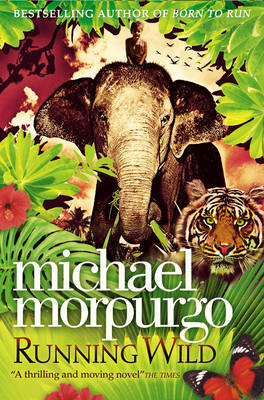 BESTSELLING AUTHOR OF BORN TO RUN
michael
morpurgo
RUNNING WILD
"A thrilling and moving novel" THE TIMES